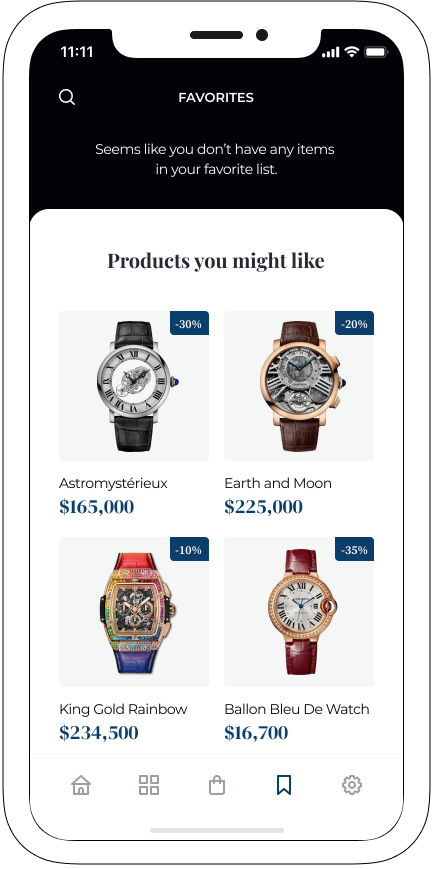 11:11
FAVORITES
Seems like you don’t have any items
in your favorite list.
Products you might like
-30%
-20%
Astromystérieux
Earth and Moon
$165,000
$225,000
-10%
-35%
King Gold Rainbow
Ballon Bleu De Watch
$234,500
$16,700